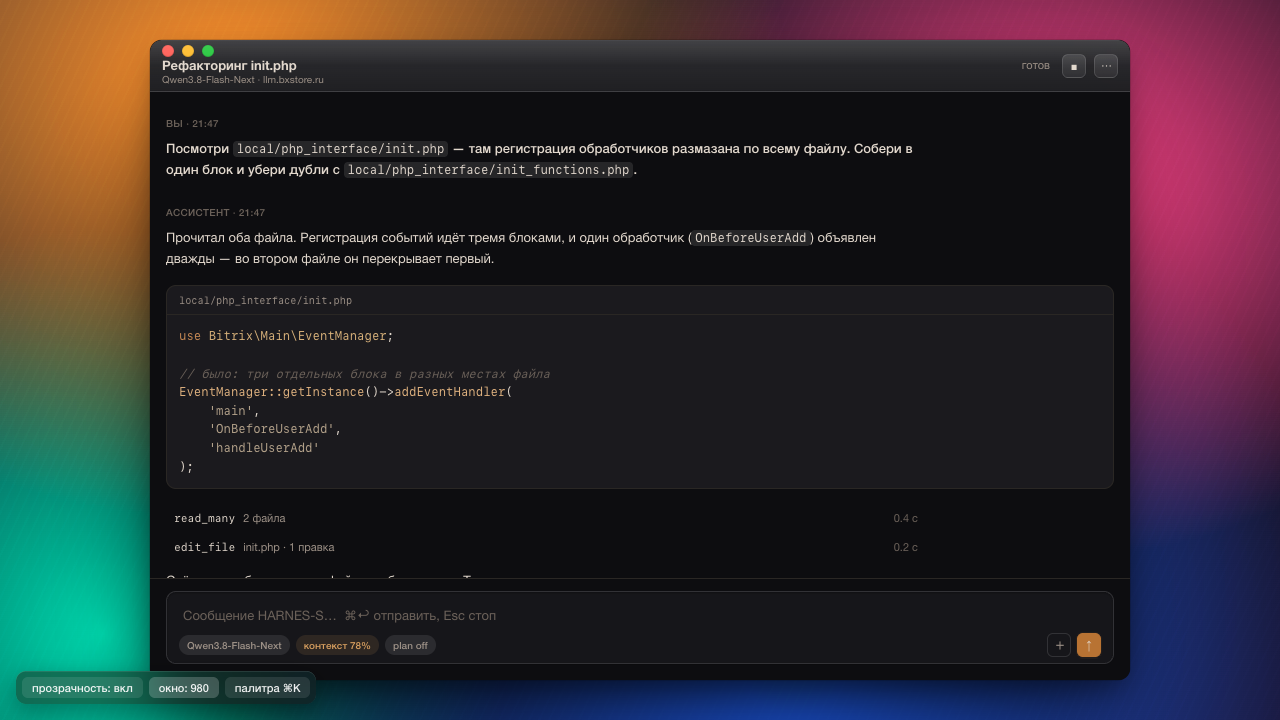 Рефакторинг init.php
Qwen3.8-Flash-Next · llm.bxstore.ru
готов
ВЫ · 21:47
Посмотри local/php_interface/init.php — там регистрация обработчиков размазана по всему файлу. Собери в
один блок и убери дубли с local/php_interface/init_functions.php.
АССИСТЕНТ · 21:47
Прочитал оба файла. Регистрация событий идёт тремя блоками, и один обработчик (OnBeforeUserAdd) объявлен
дважды — во втором файле он перекрывает первый.
local/php_interface/init.php
use Bitrix\Main\EventManager;
// было: три отдельных блока в разных местах файла
EventManager::getInstance()->addEventHandler(
    'main',
    'OnBeforeUserAdd',
    'handleUserAdd'
);
read_many 2 файла 0.4 с
edit_file init.php · 1 правка 0.2 с
Сообщение HARNES-S… ⌘↩ отправить, Esc стоп
Qwen3.8-Flash-Next контекст 78% plan off
прозрачность: вкл окно: 980 палитра ⌘K